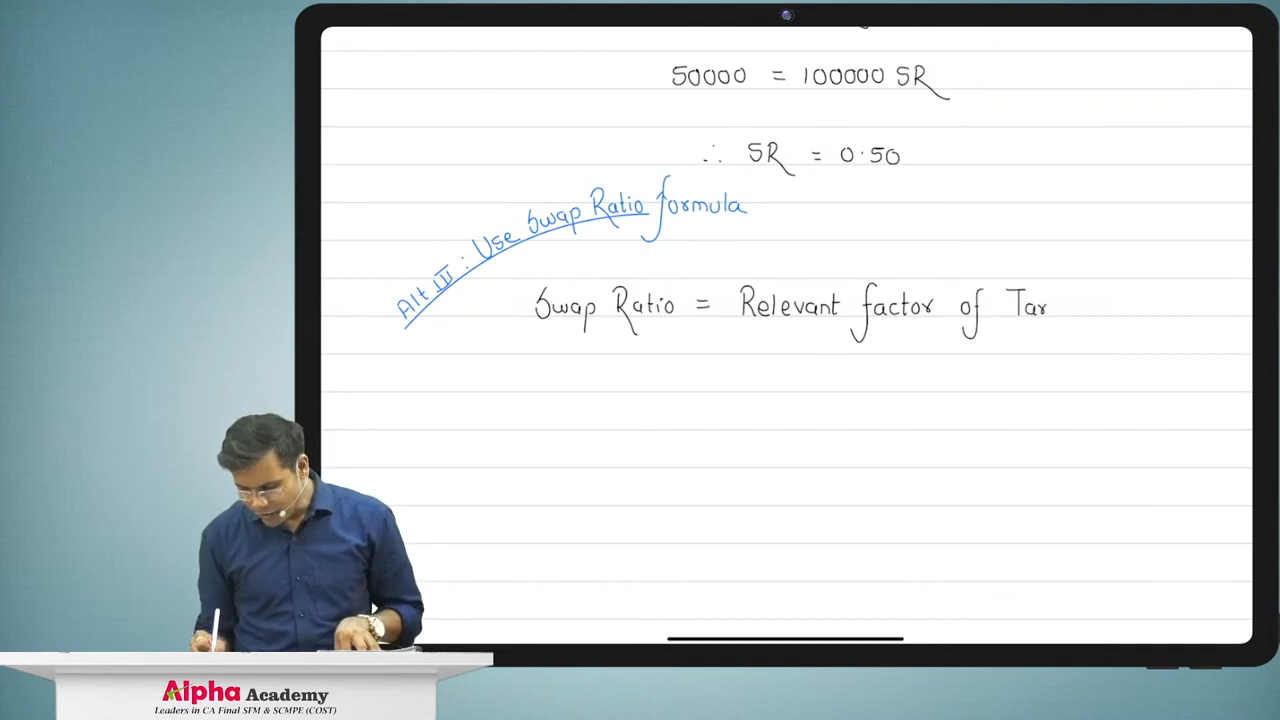 50000 = 100000 SR
∴ SR = 0.50
Alt III : Use Swap Ratio formula
Swap Ratio = Relevant factor of Tar
Alpha Academy
Leaders in CA Final SFM & SCMPE (COST)